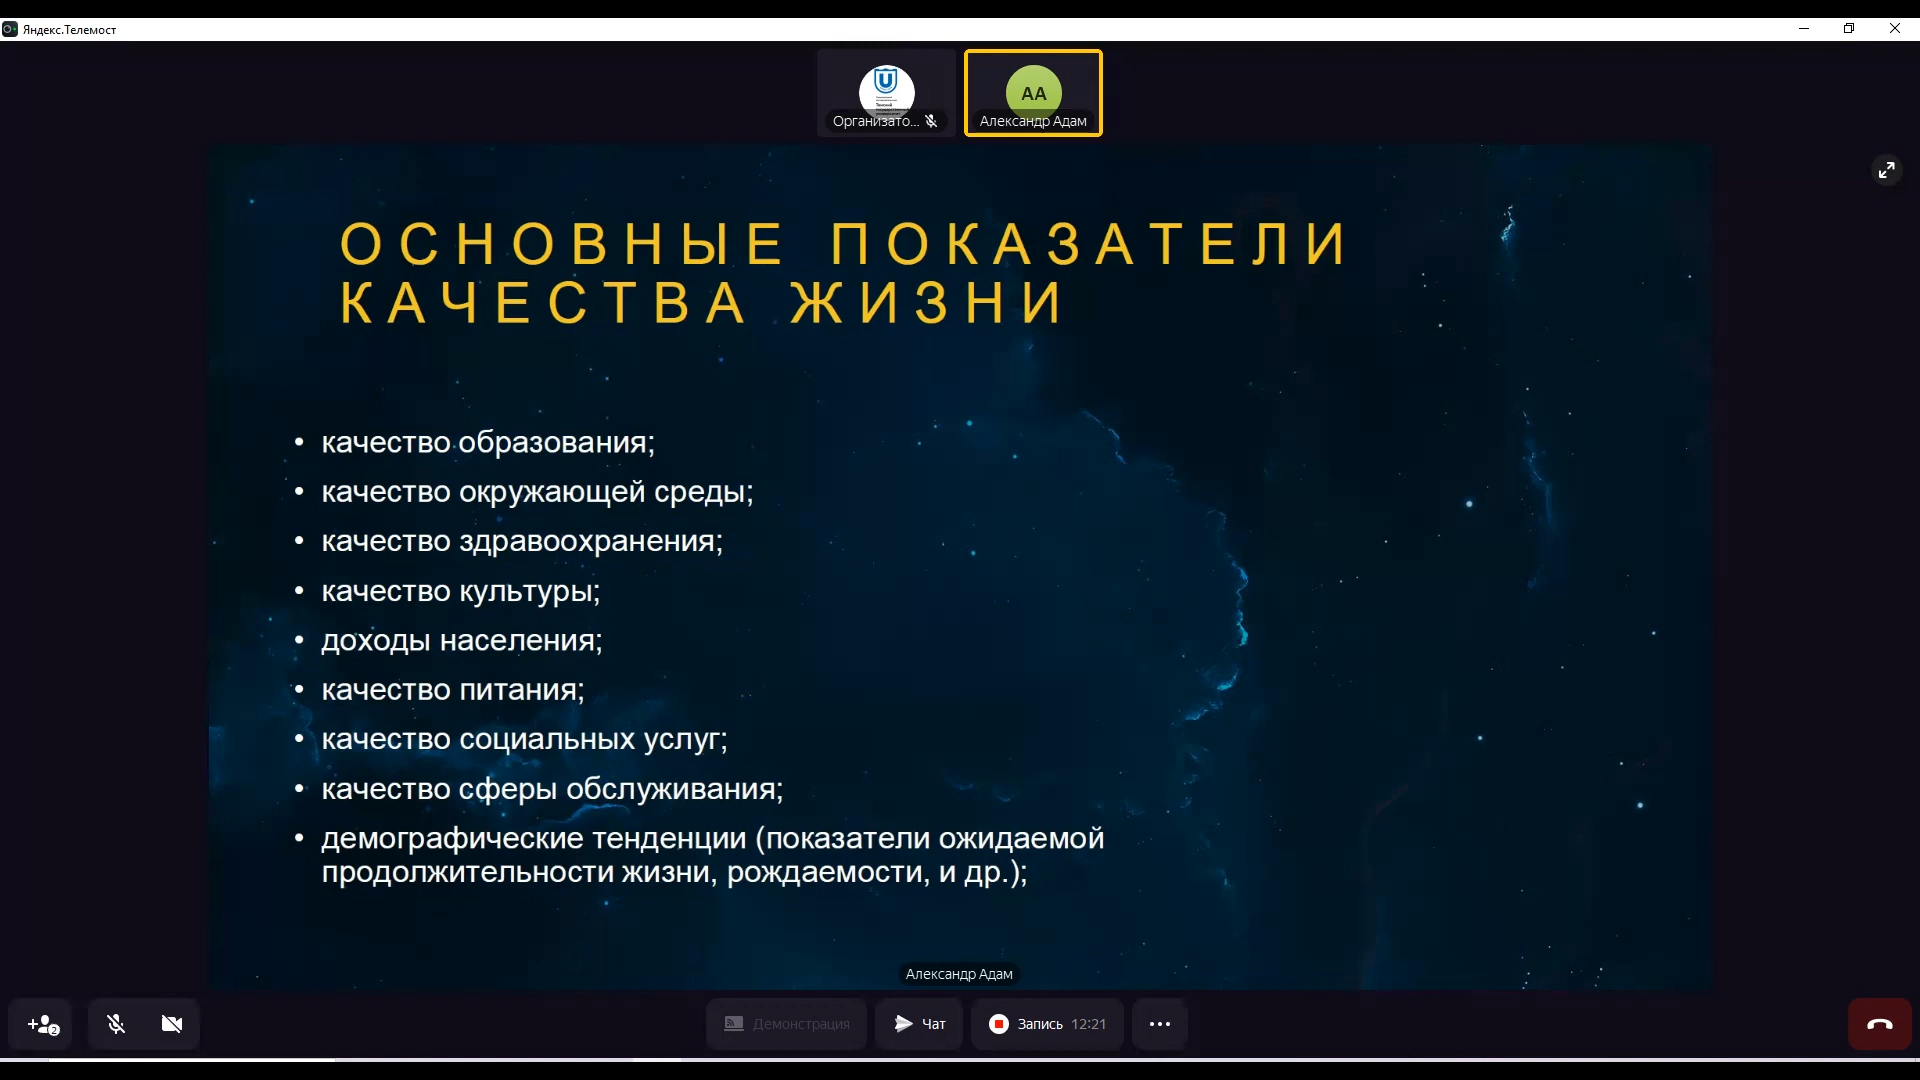 Яндекс.Телемост
Организато...
AA
Александр Адам
ОСНОВНЫЕ ПОКАЗАТЕЛИ
КАЧЕСТВА ЖИЗНИ
• качество образования;
• качество окружающей среды;
• качество здравоохранения;
• качество культуры;
• доходы населения;
• качество питания;
• качество социальных услуг;
• качество сферы обслуживания;
• демографические тенденции (показатели ожидаемой
продолжительности жизни, рождаемости, и др.);
Александр Адам
2
Демонстрация
Чат
Запись 12:21